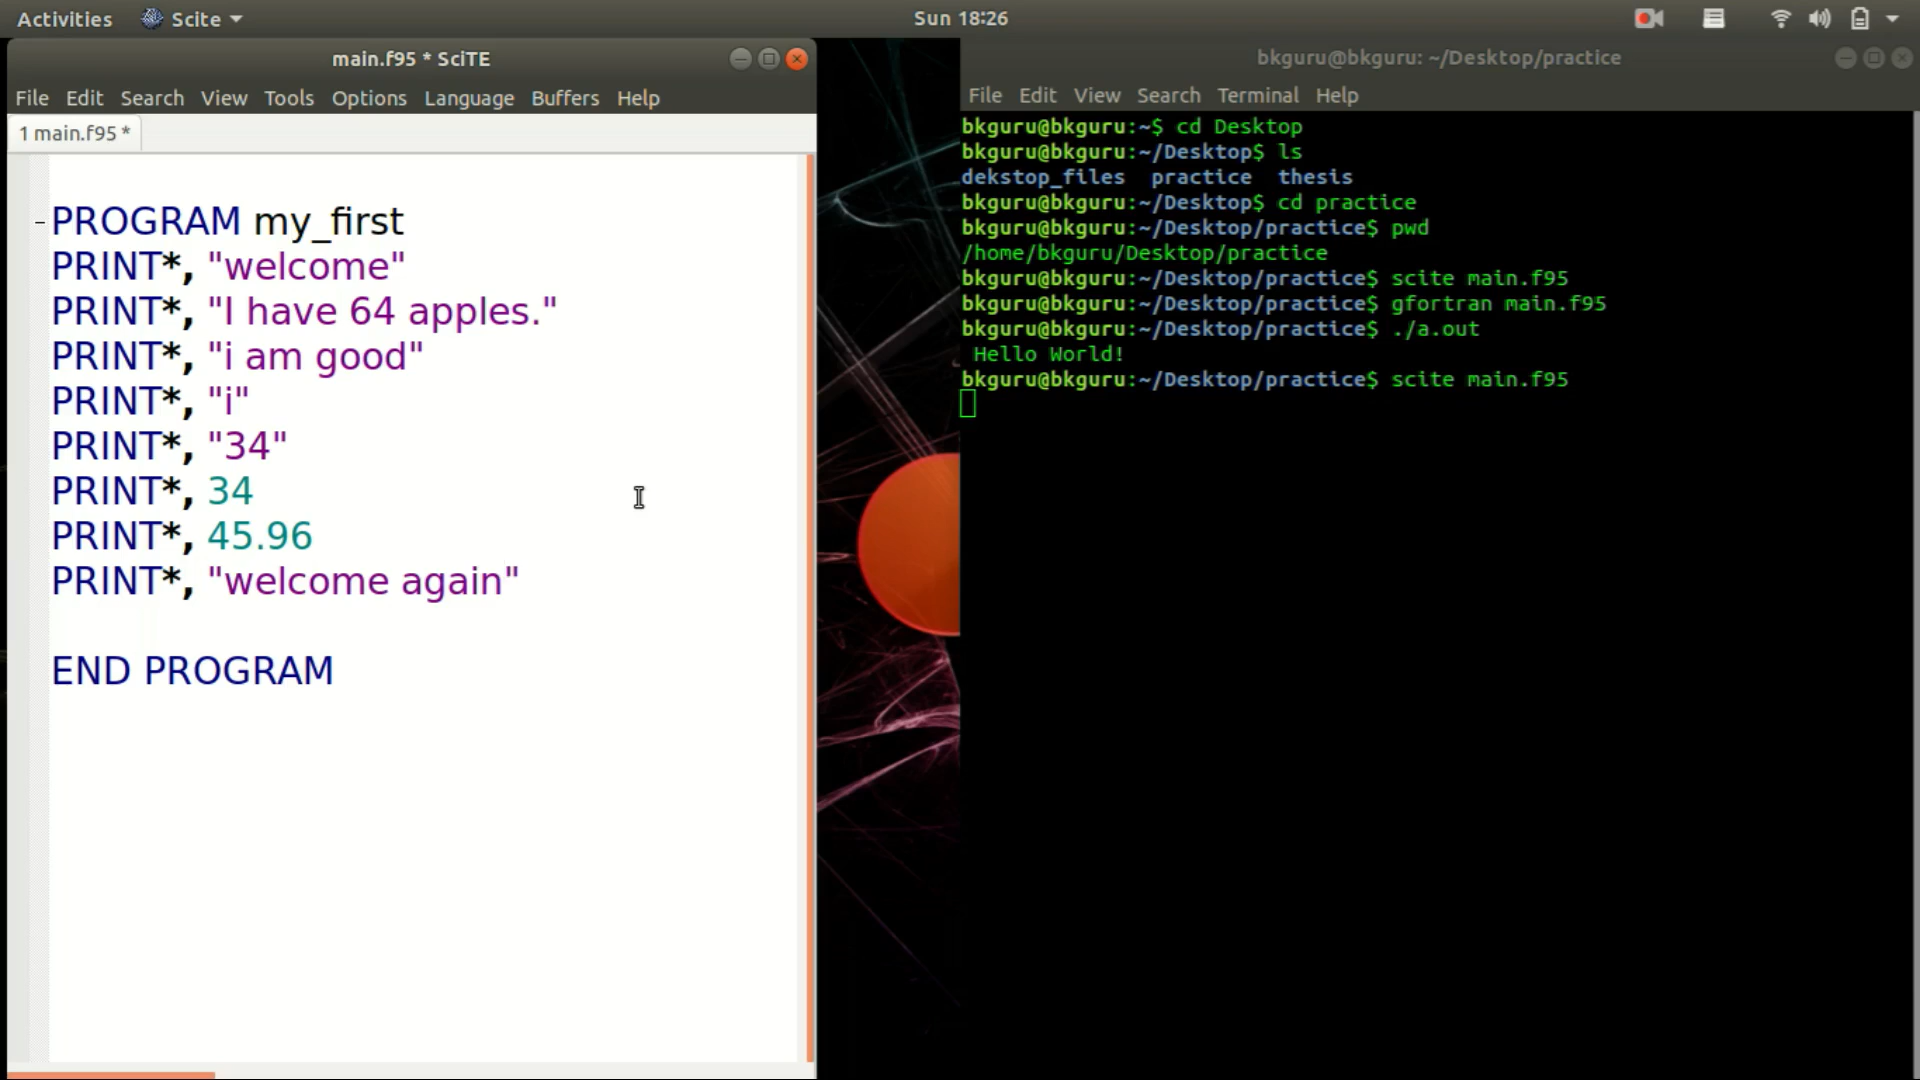 Activities Scite Sun 18:26
main.f95 * SciTE
File Edit Search View Tools Options Language Buffers Help
1 main.f95 *
PROGRAM my_first
PRINT*, "welcome"
PRINT*, "I have 64 apples."
PRINT*, "i am good"
PRINT*, "i"
PRINT*, "34"
PRINT*, 34
PRINT*, 45.96
PRINT*, "welcome again"
END PROGRAM
bkguru@bkguru: ~/Desktop/practice
File Edit View Search Terminal Help
bkguru@bkguru:~$ cd Desktop
bkguru@bkguru:~/Desktop$ ls
dekstop_files practice thesis
bkguru@bkguru:~/Desktop$ cd practice
bkguru@bkguru:~/Desktop/practice$ pwd
/home/bkguru/Desktop/practice
bkguru@bkguru:~/Desktop/practice$ scite main.f95
bkguru@bkguru:~/Desktop/practice$ gfortran main.f95
bkguru@bkguru:~/Desktop/practice$ ./a.out
Hello World!
bkguru@bkguru:~/Desktop/practice$ scite main.f95